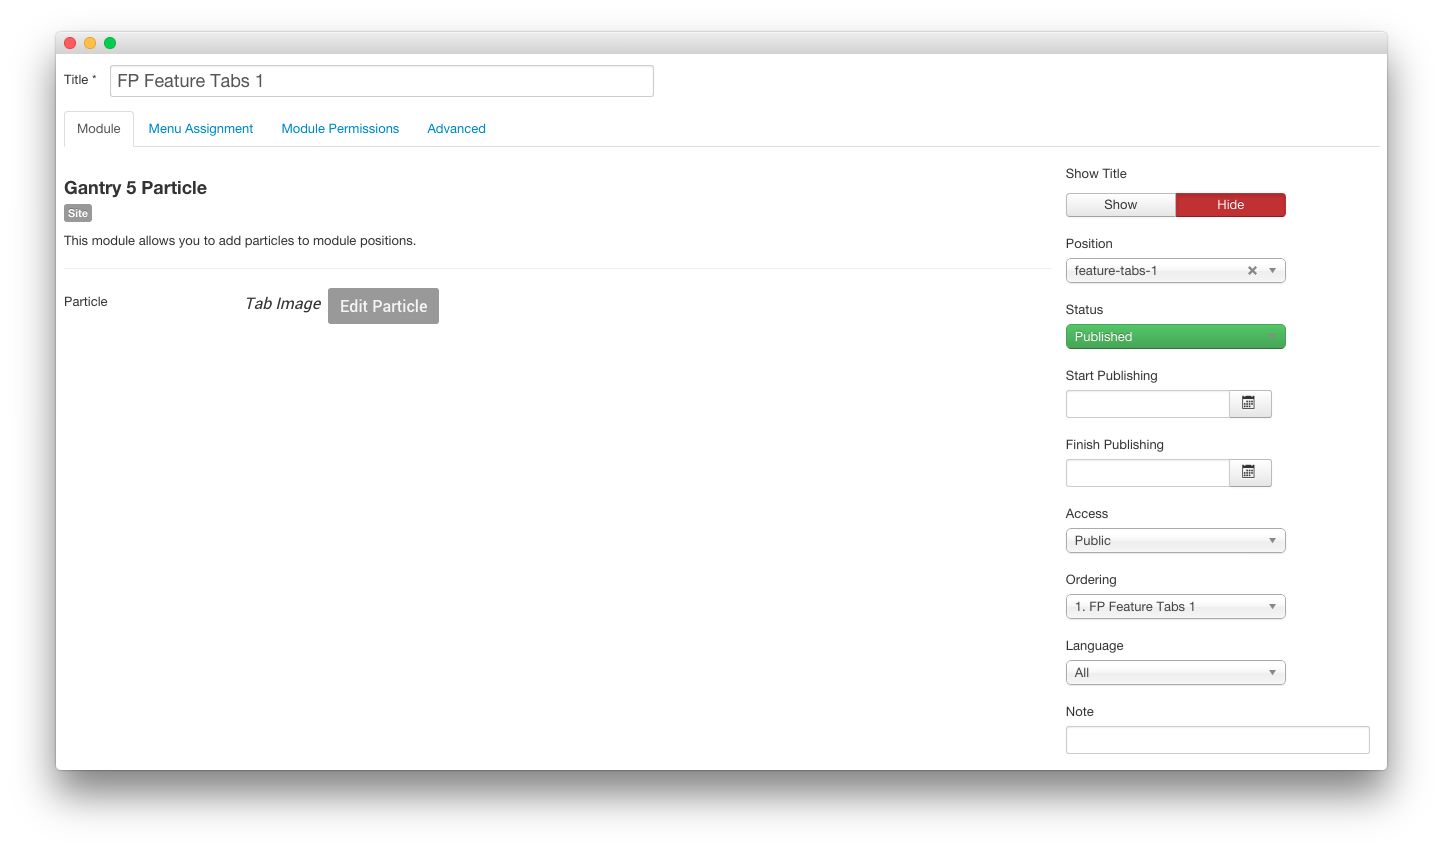 Title *
FP Feature Tabs 1
Module
Menu Assignment
Module Permissions
Advanced
Gantry 5 Particle
Site
This module allows you to add particles to module positions.
Particle
Tab Image
Edit Particle
Show Title
Show
Hide
Position
feature-tabs-1
Status
Published
Start Publishing
Finish Publishing
Access
Public
Ordering
1. FP Feature Tabs 1
Language
All
Note